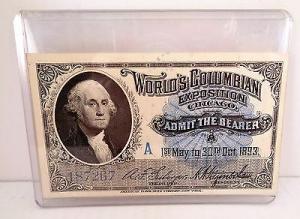 WORLD'S COLUMBIAN
EXPOSITION
CHICAGO.
ADMIT THE BEARER
A
1ST May to 30TH Oct 1893.
187267